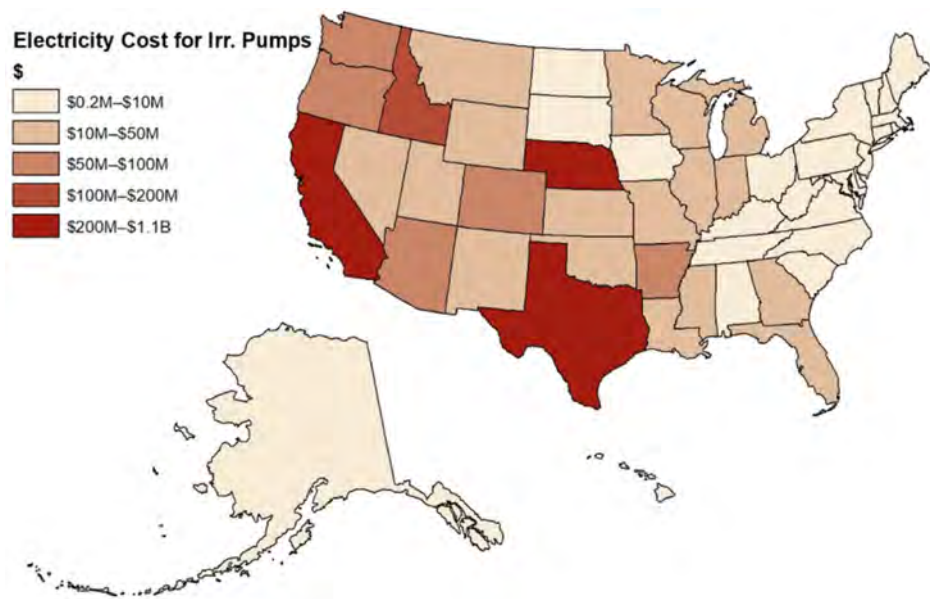 Electricity Cost for Irr. Pumps
$
$0.2M–$10M
$10M–$50M
$50M–$100M
$100M–$200M
$200M–$1.1B